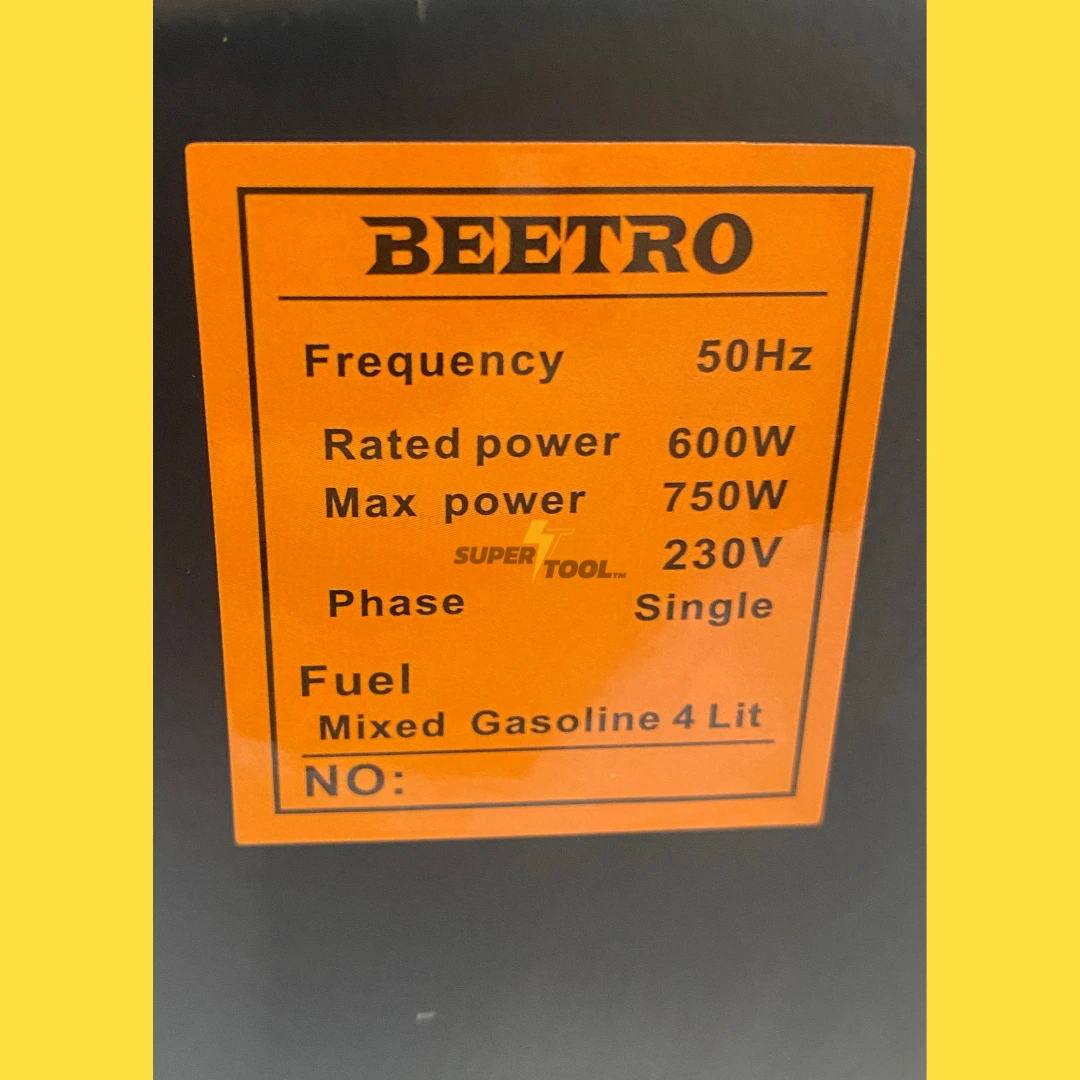 BEETRO
Frequency 50Hz
Rated power 600W
Max power 750W
230V
SUPER TOOL™
Phase Single
Fuel
Mixed Gasoline 4 Lit
NO: